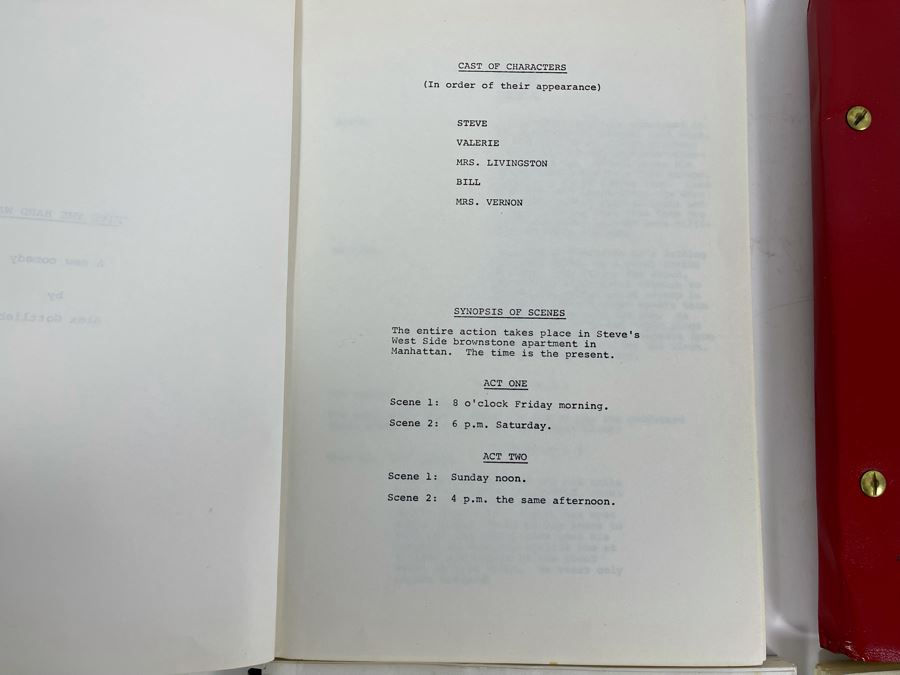 CAST OF CHARACTERS
(In order of their appearance)
STEVE
VALERIE
MRS. LIVINGSTON
BILL
MRS. VERNON
SYNOPSIS OF SCENES
The entire action takes place in Steve's
West Side brownstone apartment in
Manhattan. The time is the present.
ACT ONE
Scene 1: 8 o'clock Friday morning.
Scene 2: 6 p.m. Saturday.
ACT TWO
Scene 1: Sunday noon.
Scene 2: 4 p.m. the same afternoon.